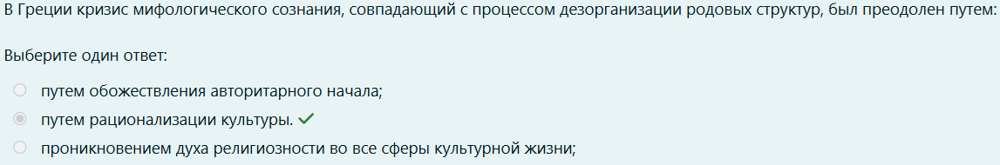 В Греции кризис мифологического сознания, совпадающий с процессом дезорганизации родовых структур, был преодолен путем:
Выберите один ответ:
путем обожествления авторитарного начала;
путем рационализации культуры.
проникновением духа религиозности во все сферы культурной жизни;